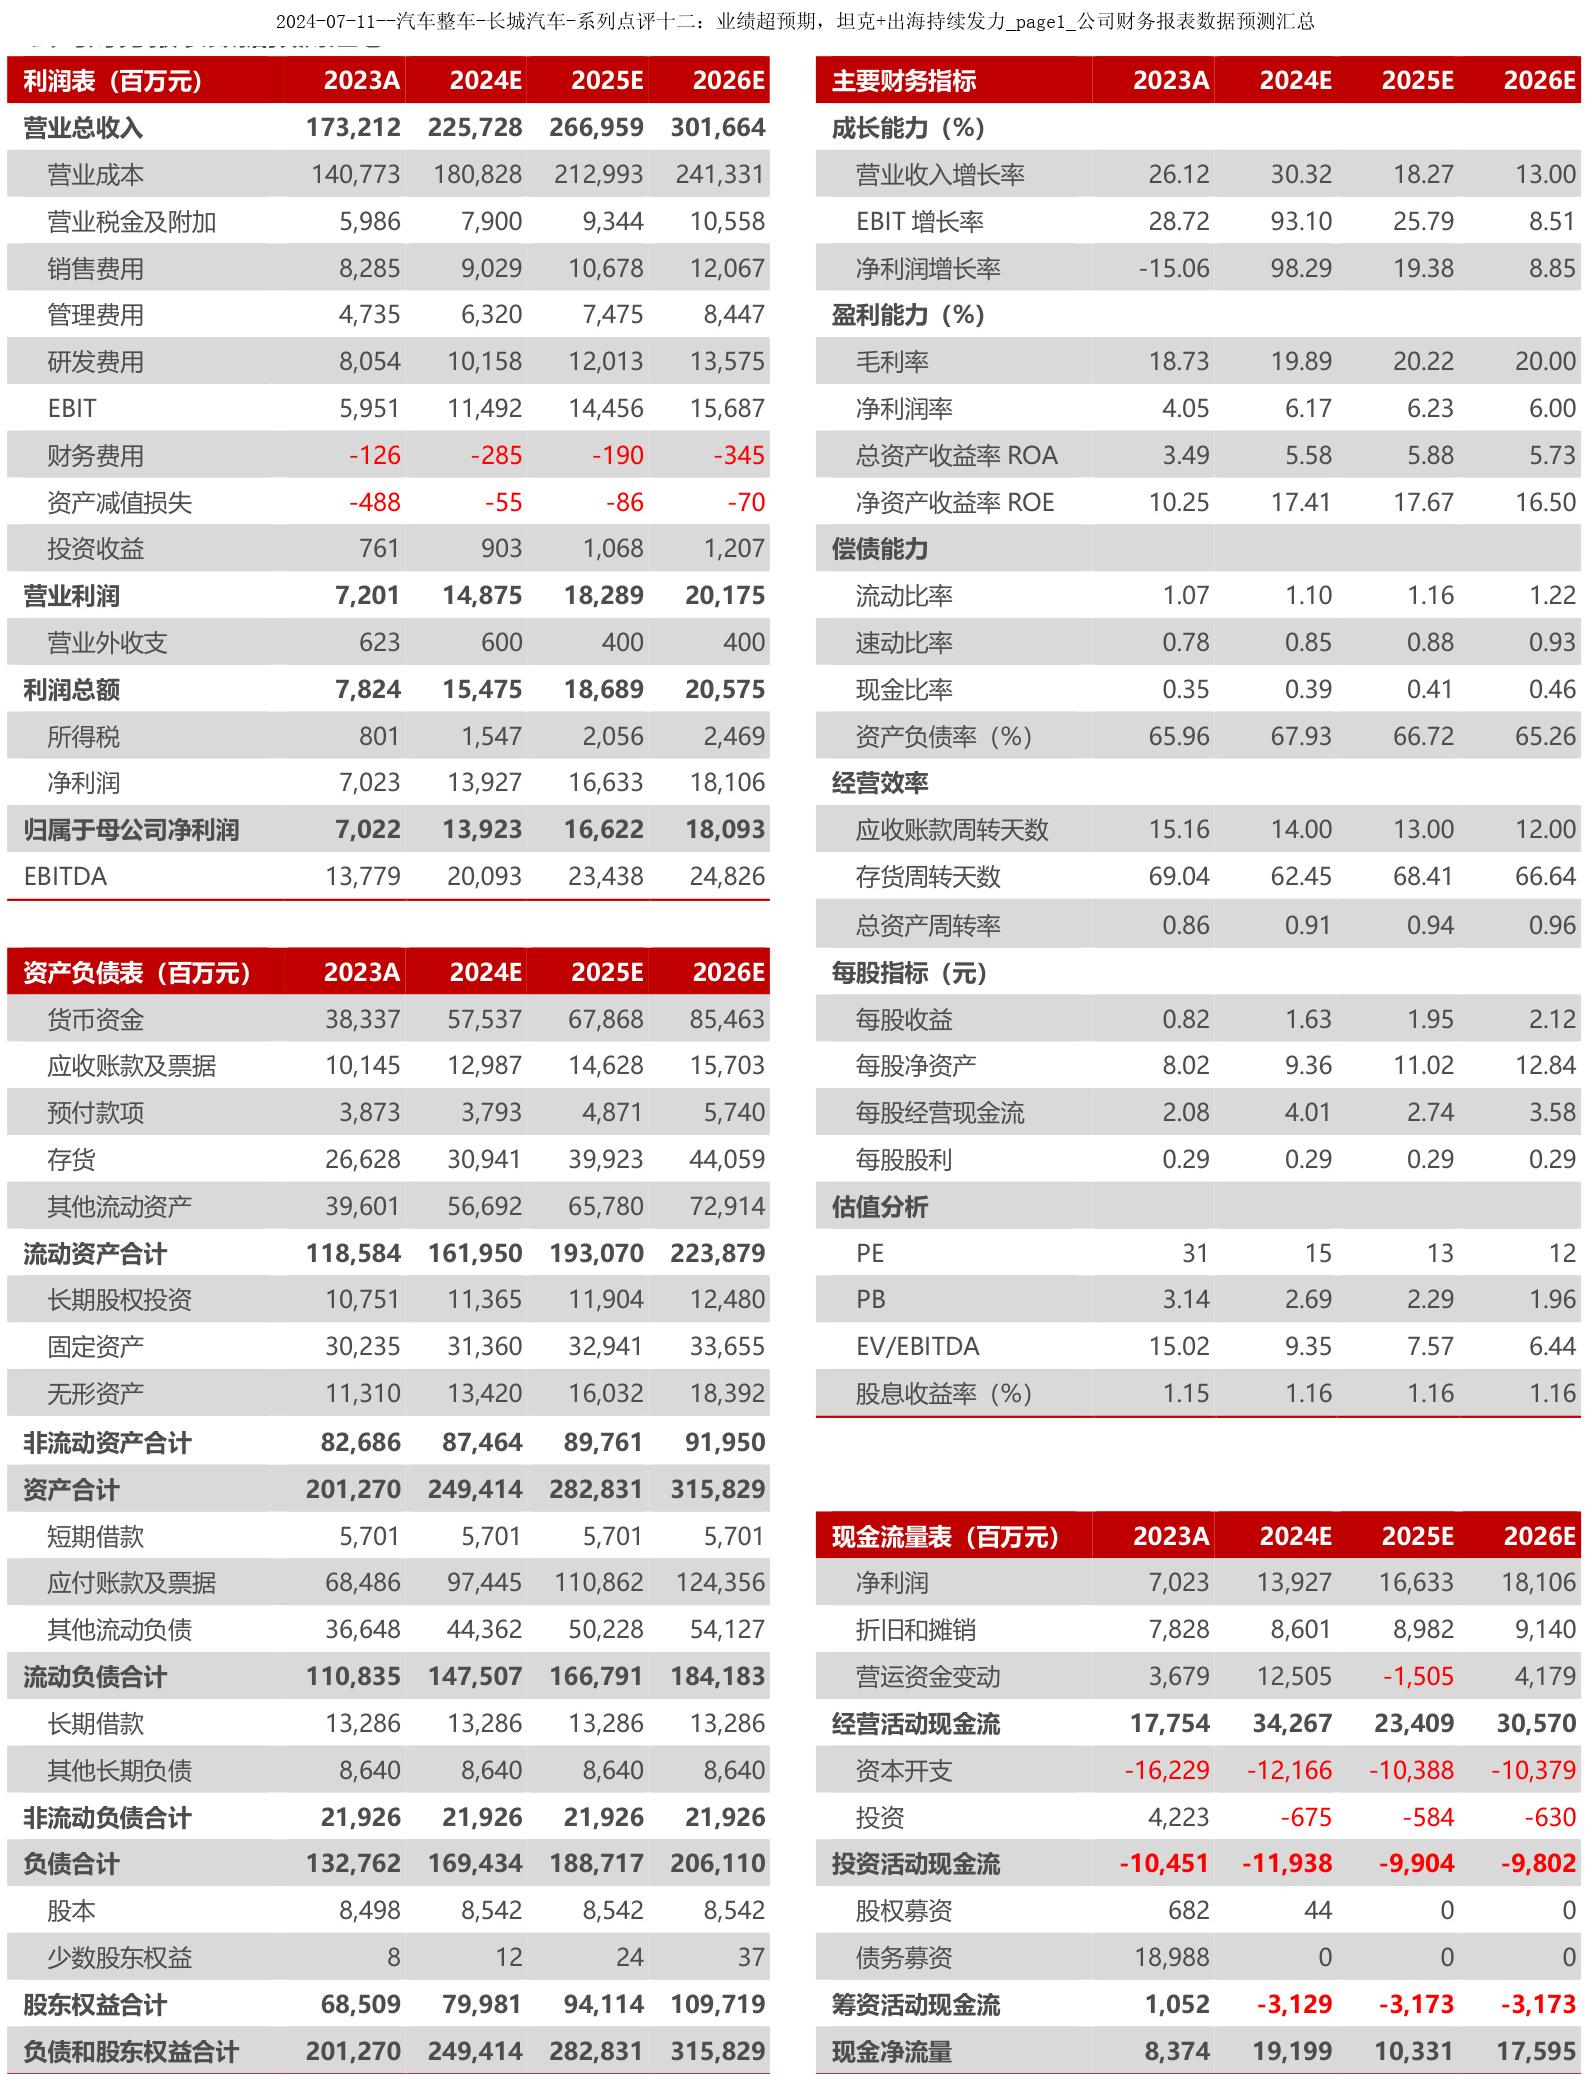 2024-07-11--汽车整车-长城汽车-系列点评十二：业绩超预期，坦克+出海持续发力_page1_公司财务报表数据预测汇总
利润表（百万元） 2023A 2024E 2025E 2026E
营业总收入 173,212 225,728 266,959 301,664
营业成本 140,773 180,828 212,993 241,331
营业税金及附加 5,986 7,900 9,344 10,558
销售费用 8,285 9,029 10,678 12,067
管理费用 4,735 6,320 7,475 8,447
研发费用 8,054 10,158 12,013 13,575
EBIT 5,951 11,492 14,456 15,687
财务费用 -126 -285 -190 -345
资产减值损失 -488 -55 -86 -70
投资收益 761 903 1,068 1,207
营业利润 7,201 14,875 18,289 20,175
营业外收支 623 600 400 400
利润总额 7,824 15,475 18,689 20,575
所得税 801 1,547 2,056 2,469
净利润 7,023 13,927 16,633 18,106
归属于母公司净利润 7,022 13,923 16,622 18,093
EBITDA 13,779 20,093 23,438 24,826
资产负债表（百万元） 2023A 2024E 2025E 2026E
货币资金 38,337 57,537 67,868 85,463
应收账款及票据 10,145 12,987 14,628 15,703
预付款项 3,873 3,793 4,871 5,740
存货 26,628 30,941 39,923 44,059
其他流动资产 39,601 56,692 65,780 72,914
流动资产合计 118,584 161,950 193,070 223,879
长期股权投资 10,751 11,365 11,904 12,480
固定资产 30,235 31,360 32,941 33,655
无形资产 11,310 13,420 16,032 18,392
非流动资产合计 82,686 87,464 89,761 91,950
资产合计 201,270 249,414 282,831 315,829
短期借款 5,701 5,701 5,701 5,701
应付账款及票据 68,486 97,445 110,862 124,356
其他流动负债 36,648 44,362 50,228 54,127
流动负债合计 110,835 147,507 166,791 184,183
长期借款 13,286 13,286 13,286 13,286
其他长期负债 8,640 8,640 8,640 8,640
非流动负债合计 21,926 21,926 21,926 21,926
负债合计 132,762 169,434 188,717 206,110
股本 8,498 8,542 8,542 8,542
少数股东权益 8 12 24 37
股东权益合计 68,509 79,981 94,114 109,719
负债和股东权益合计 201,270 249,414 282,831 315,829
主要财务指标 2023A 2024E 2025E 2026E
成长能力（%）
营业收入增长率 26.12 30.32 18.27 13.00
EBIT 增长率 28.72 93.10 25.79 8.51
净利润增长率 -15.06 98.29 19.38 8.85
盈利能力（%）
毛利率 18.73 19.89 20.22 20.00
净利润率 4.05 6.17 6.23 6.00
总资产收益率 ROA 3.49 5.58 5.88 5.73
净资产收益率 ROE 10.25 17.41 17.67 16.50
偿债能力
流动比率 1.07 1.10 1.16 1.22
速动比率 0.78 0.85 0.88 0.93
现金比率 0.35 0.39 0.41 0.46
资产负债率（%） 65.96 67.93 66.72 65.26
经营效率
应收账款周转天数 15.16 14.00 13.00 12.00
存货周转天数 69.04 62.45 68.41 66.64
总资产周转率 0.86 0.91 0.94 0.96
每股指标（元）
每股收益 0.82 1.63 1.95 2.12
每股净资产 8.02 9.36 11.02 12.84
每股经营现金流 2.08 4.01 2.74 3.58
每股股利 0.29 0.29 0.29 0.29
估值分析
PE 31 15 13 12
PB 3.14 2.69 2.29 1.96
EV/EBITDA 15.02 9.35 7.57 6.44
股息收益率（%） 1.15 1.16 1.16 1.16
现金流量表（百万元） 2023A 2024E 2025E 2026E
净利润 7,023 13,927 16,633 18,106
折旧和摊销 7,828 8,601 8,982 9,140
营运资金变动 3,679 12,505 -1,505 4,179
经营活动现金流 17,754 34,267 23,409 30,570
资本开支 -16,229 -12,166 -10,388 -10,379
投资 4,223 -675 -584 -630
投资活动现金流 -10,451 -11,938 -9,904 -9,802
股权募资 682 44 0 0
债务募资 18,988 0 0 0
筹资活动现金流 1,052 -3,129 -3,173 -3,173
现金净流量 8,374 19,199 10,331 17,595